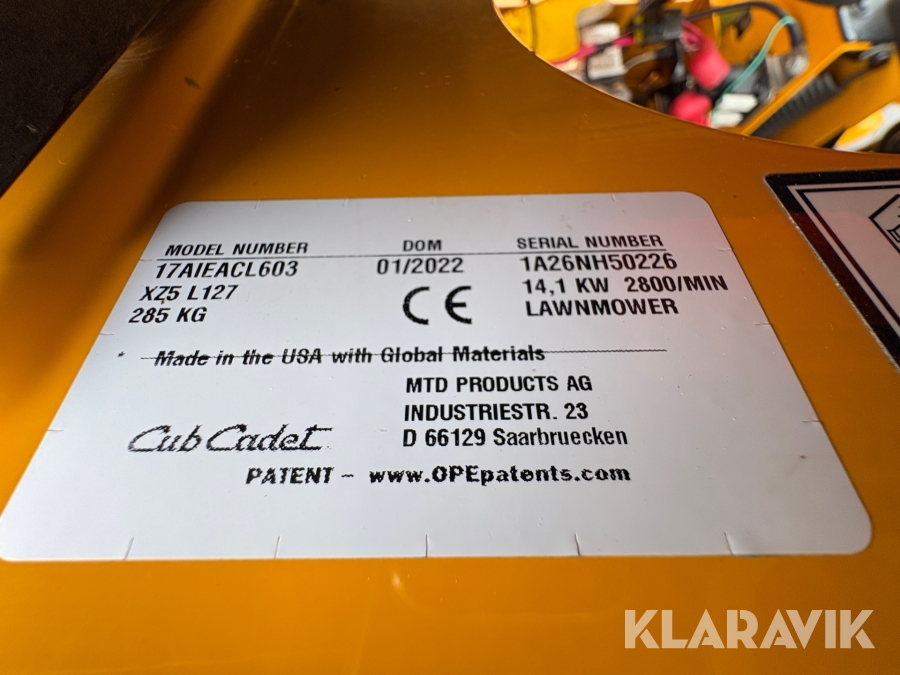 MODEL NUMBER DOM SERIAL NUMBER
17AIEACL603 01/2022 1A26NH50226
XZ5 L127 CE 14,1 KW 2800/MIN
285 KG LAWNMOWER
* Made in the USA with Global Materials
MTD PRODUCTS AG
INDUSTRIESTR. 23
Cub Cadet D 66129 Saarbruecken
PATENT - www.OPEpatents.com
KLARAVIK